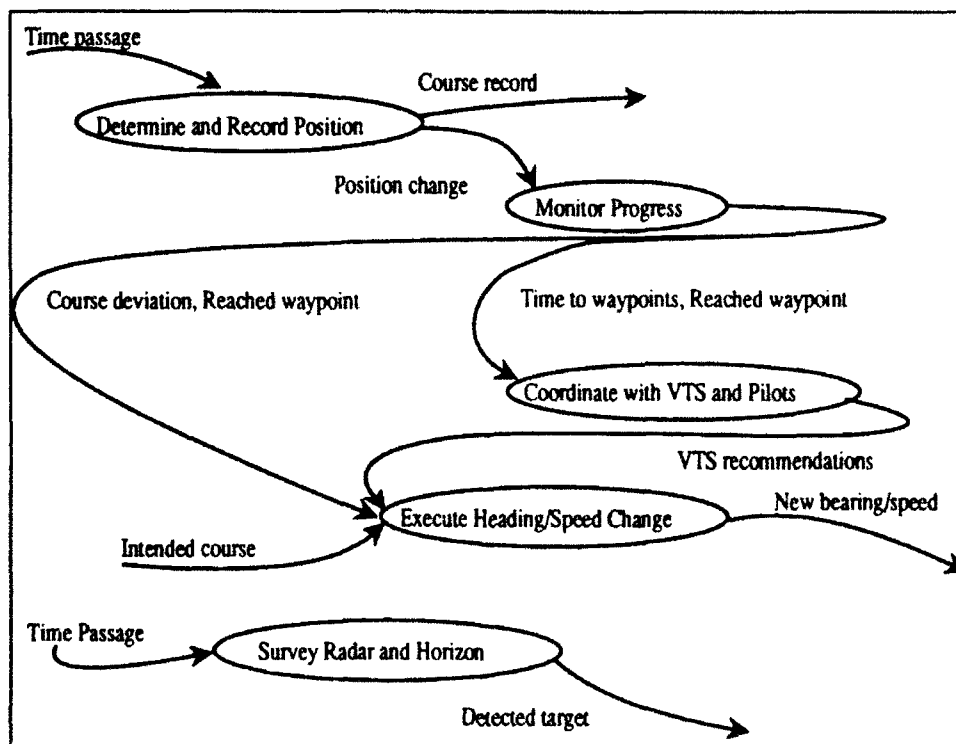 Time passage
Course record
Determine and Record Position
Position change
Monitor Progress
Course deviation, Reached waypoint
Time to waypoints, Reached waypoint
Coordinate with VTS and Pilots
VTS recommendations
New bearing/speed
Execute Heading/Speed Change
Intended course
Time Passage
Survey Radar and Horizon
Detected target